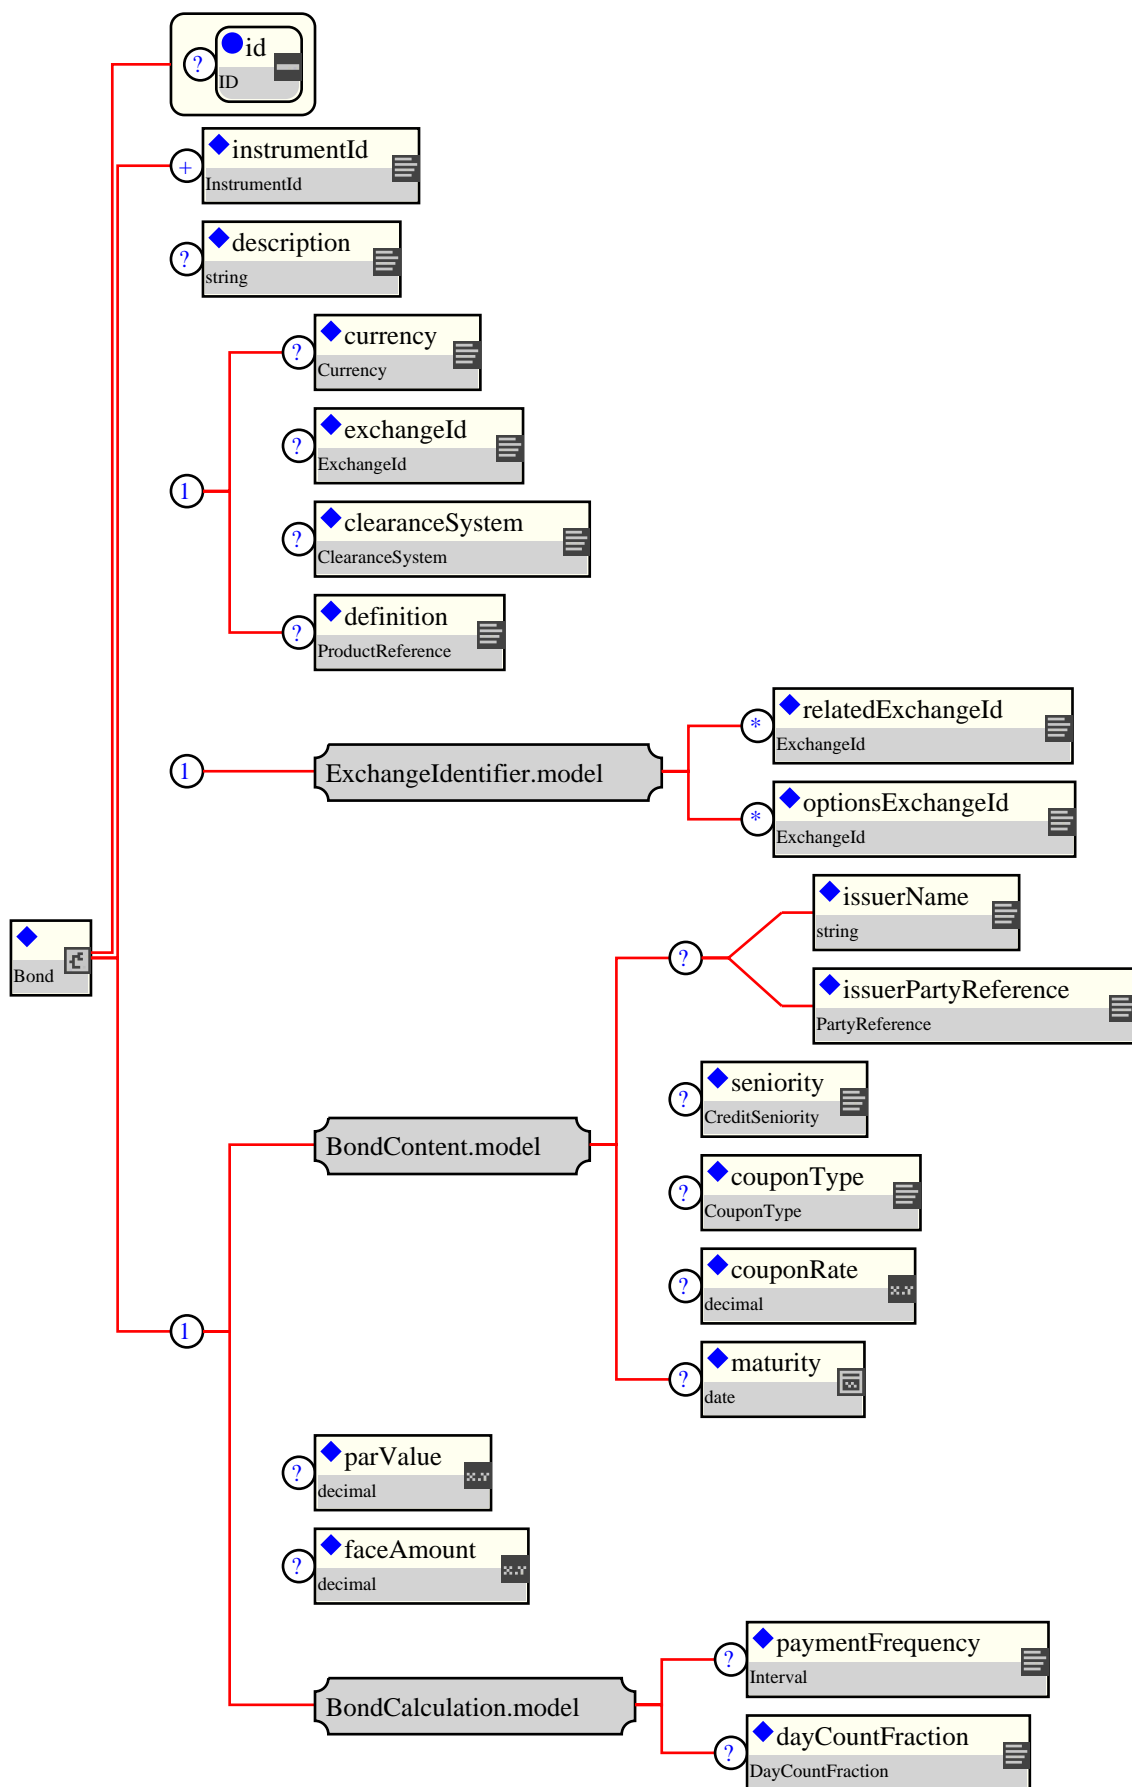 ?
id
ID
+
instrumentId
InstrumentId
?
description
string
?
currency
Currency
?
exchangeId
ExchangeId
1
?
clearanceSystem
ClearanceSystem
?
definition
ProductReference
*
relatedExchangeId
ExchangeId
1
ExchangeIdentifier.model
*
optionsExchangeId
ExchangeId
Bond
?
issuerName
string
issuerPartyReference
PartyReference
?
seniority
CreditSeniority
BondContent.model
?
couponType
CouponType
?
couponRate
decimal
x.Y
1
?
maturity
date
?
parValue
decimal
x.Y
?
faceAmount
decimal
x.Y
?
paymentFrequency
Interval
BondCalculation.model
?
dayCountFraction
DayCountFraction